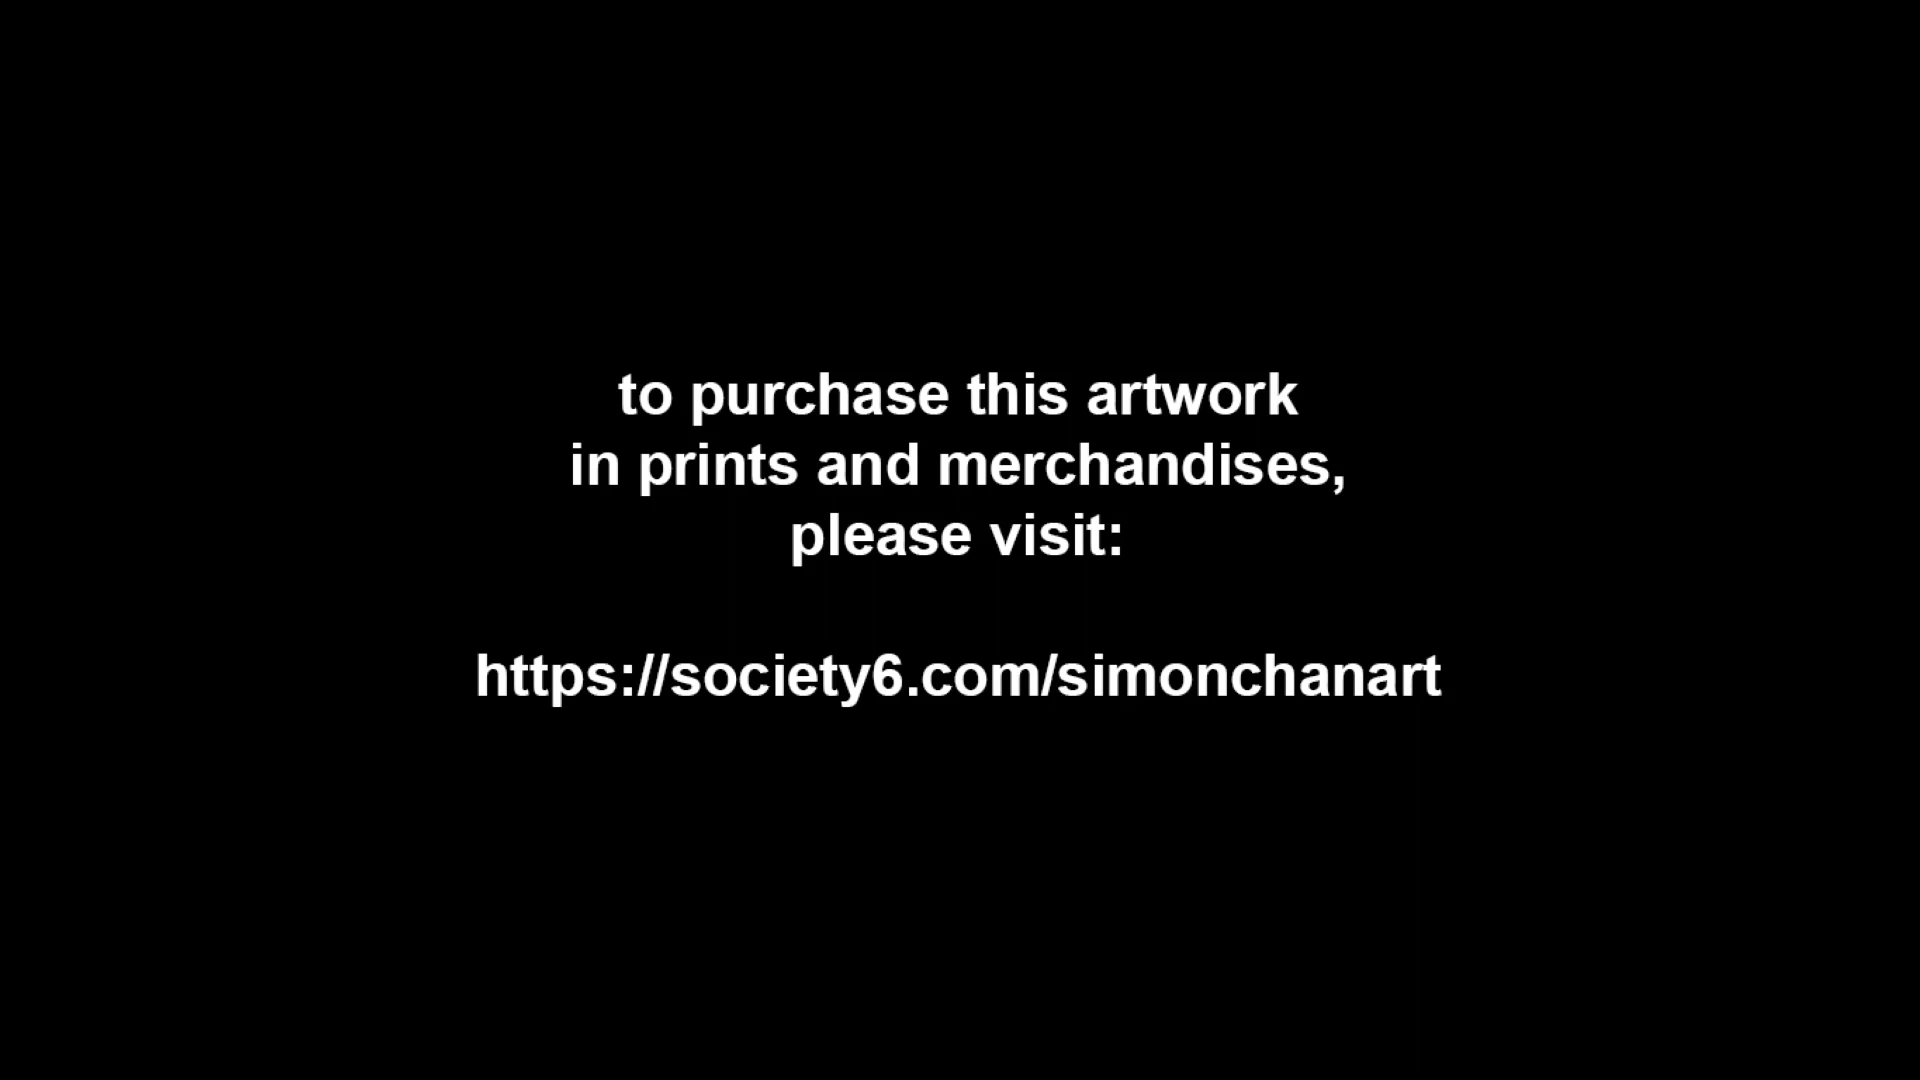 to purchase this artwork
in prints and merchandises,
please visit:
https://society6.com/simonchanart